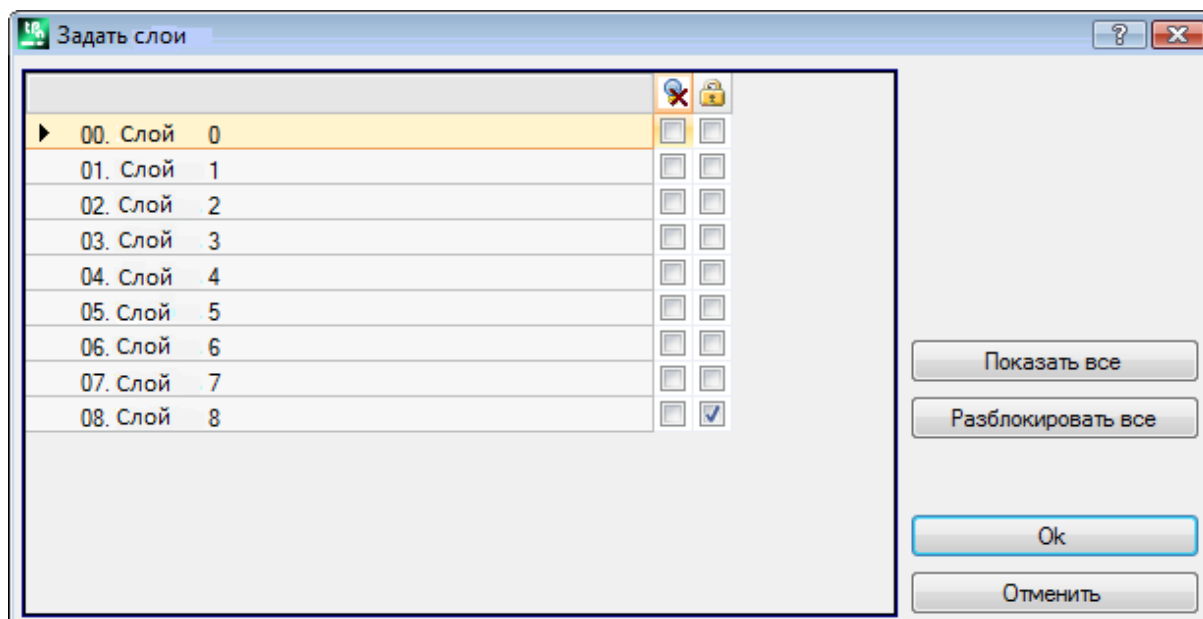 Задать слои
00. Слой 0
01. Слой 1
02. Слой 2
03. Слой 3
04. Слой 4
05. Слой 5
06. Слой 6
07. Слой 7
08. Слой 8
Показать все
Разблокировать все
Ok
Отменить